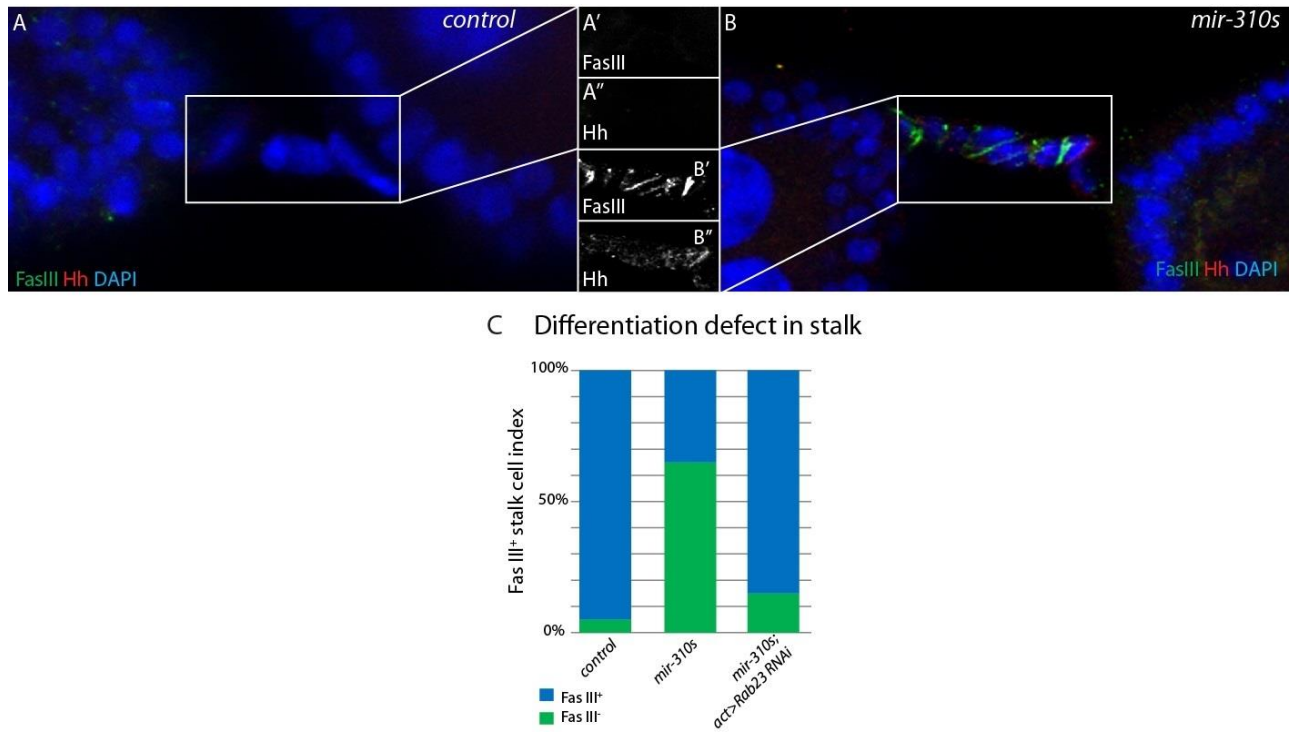 A
control
FasIII Hh DAPI
A'
FasIII
A"
Hh
B'
FasIII
B"
Hh
B
mir-310s
FasIII Hh DAPI
C Differentiation defect in stalk
Fas III⁺ stalk cell index
100%
50%
0%
control
mir-310s
mir-310s;
act>Rab23 RNAi
Fas III⁺
Fas III⁻